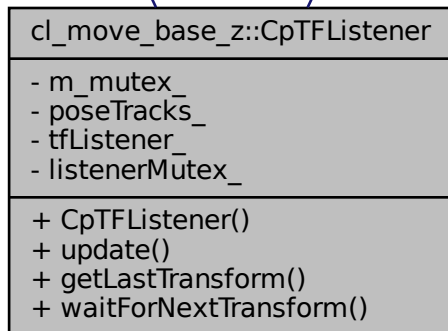 cl_move_base_z::CpTFListener
- m_mutex_
- poseTracks_
- tfListener_
- listenerMutex_
+ CpTFListener()
+ update()
+ getLastTransform()
+ waitForNextTransform()